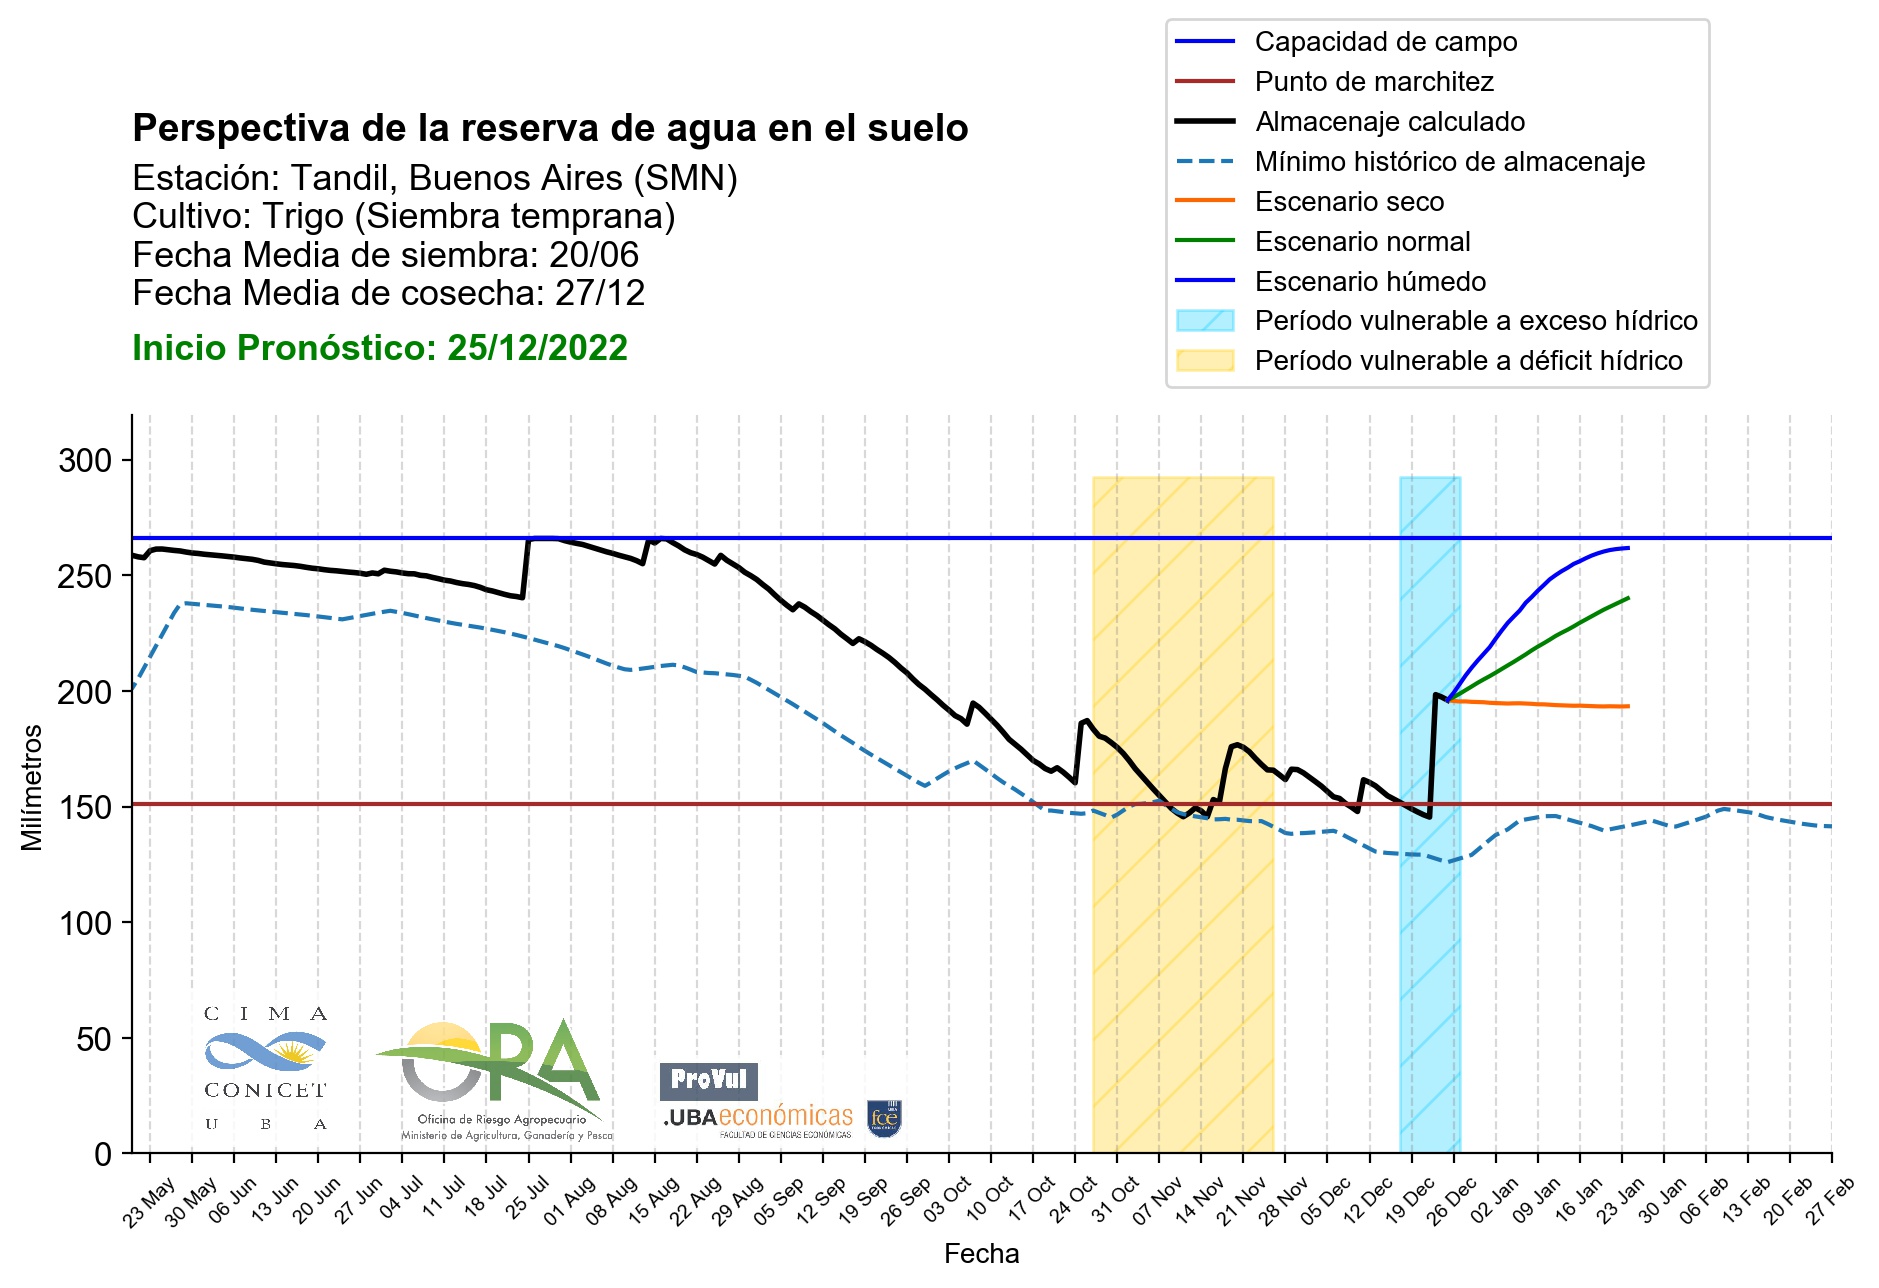 Capacidad de campo
Punto de marchitez
Almacenaje calculado
Mínimo histórico de almacenaje
Escenario seco
Escenario normal
Escenario húmedo
Período vulnerable a exceso hídrico
Período vulnerable a déficit hídrico
Perspectiva de la reserva de agua en el suelo
Estación: Tandil, Buenos Aires (SMN)
Cultivo: Trigo (Siembra temprana)
Fecha Media de siembra: 20/06
Fecha Media de cosecha: 27/12
Inicio Pronóstico: 25/12/2022
Milímetros
300
250
200
150
100
50
0
C I M A
CONICET
U B A
ORA
Oficina de Riesgo Agropecuario
Ministerio de Agricultura, Ganadería y Pesca
ProVul
.UBAeconómicas
FACULTAD DE CIENCIAS ECONÓMICAS
fce
23 May
30 May
06 Jun
13 Jun
20 Jun
27 Jun
04 Jul
11 Jul
18 Jul
25 Jul
01 Aug
08 Aug
15 Aug
22 Aug
29 Aug
05 Sep
12 Sep
19 Sep
26 Sep
03 Oct
10 Oct
17 Oct
24 Oct
31 Oct
07 Nov
14 Nov
21 Nov
28 Nov
05 Dec
12 Dec
19 Dec
26 Dec
02 Jan
09 Jan
16 Jan
23 Jan
30 Jan
06 Feb
13 Feb
20 Feb
27 Feb
Fecha